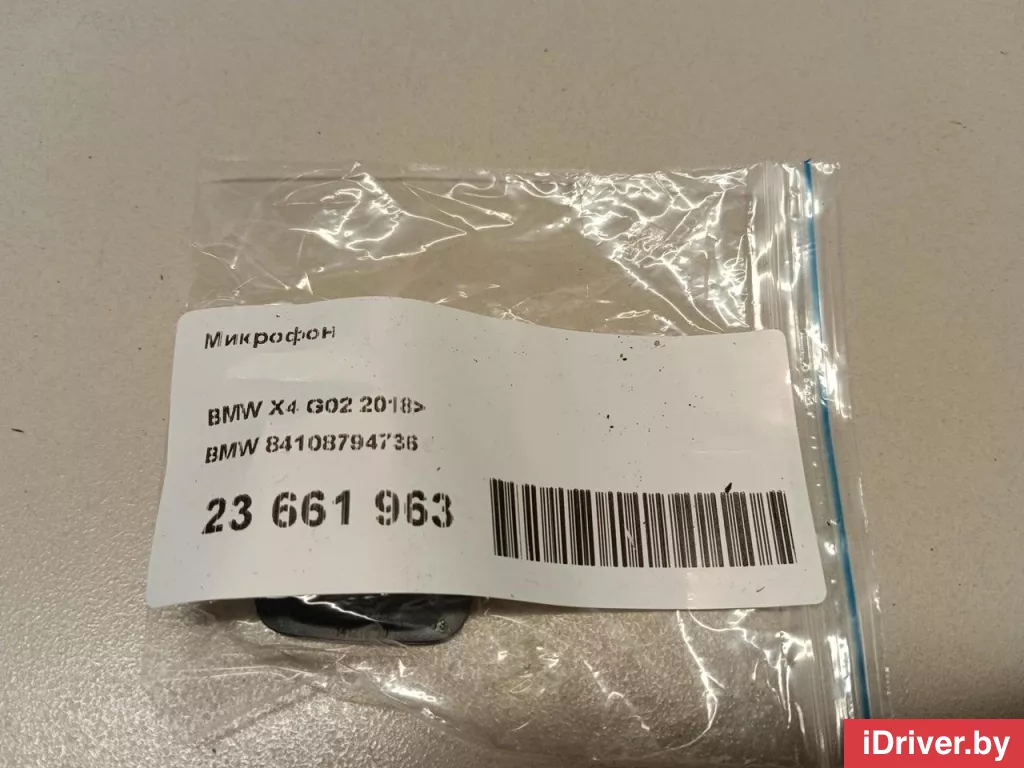 Микрофон
BMW X4 G02 2018>
BMW 84108794736
23 661 963
iDriver.by